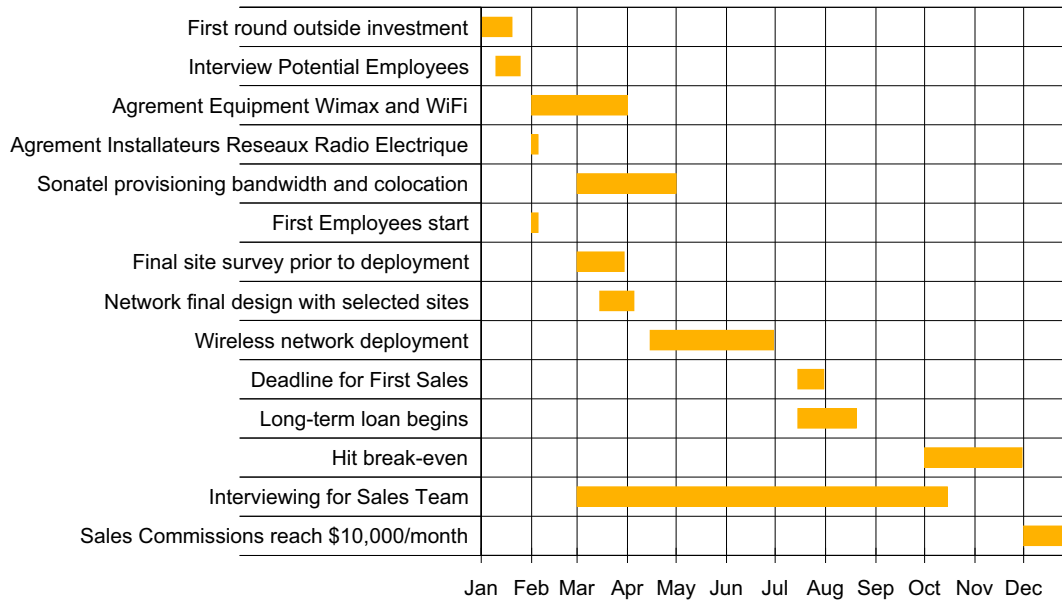 First round outside investment
Interview Potential Employees
Agrement Equipment Wimax and WiFi
Agrement Installateurs Reseaux Radio Electrique
Sonatel provisioning bandwidth and colocation
First Employees start
Final site survey prior to deployment
Network final design with selected sites
Wireless network deployment
Deadline for First Sales
Long-term loan begins
Hit break-even
Interviewing for Sales Team
Sales Commissions reach $10,000/month
Jan Feb Mar Apr May Jun Jul Aug Sep Oct Nov Dec